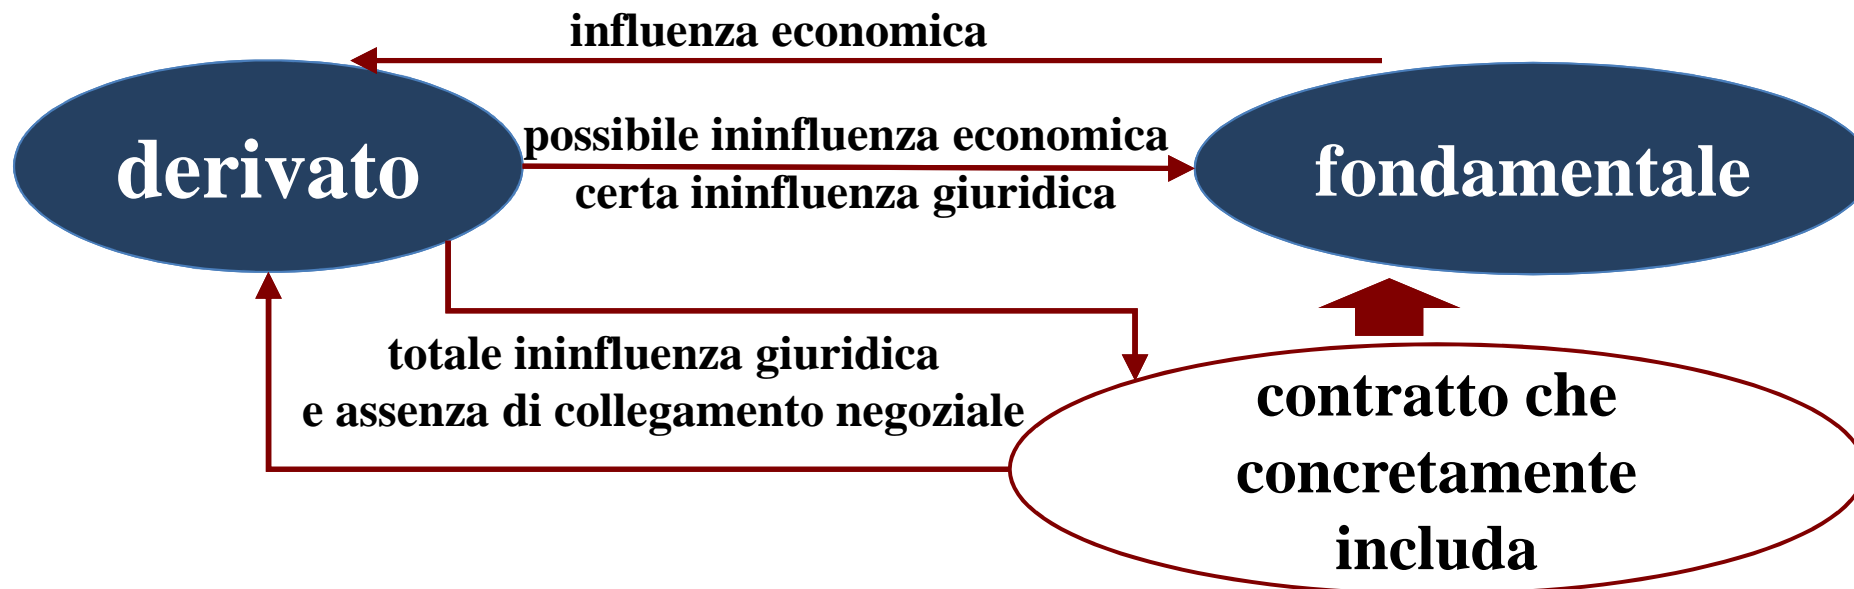 influenza economica
derivato
possibile ininfluenza economica
certa ininfluenza giuridica
fondamentale
totale ininfluenza giuridica
e assenza di collegamento negoziale
contratto che
concretamente
includa